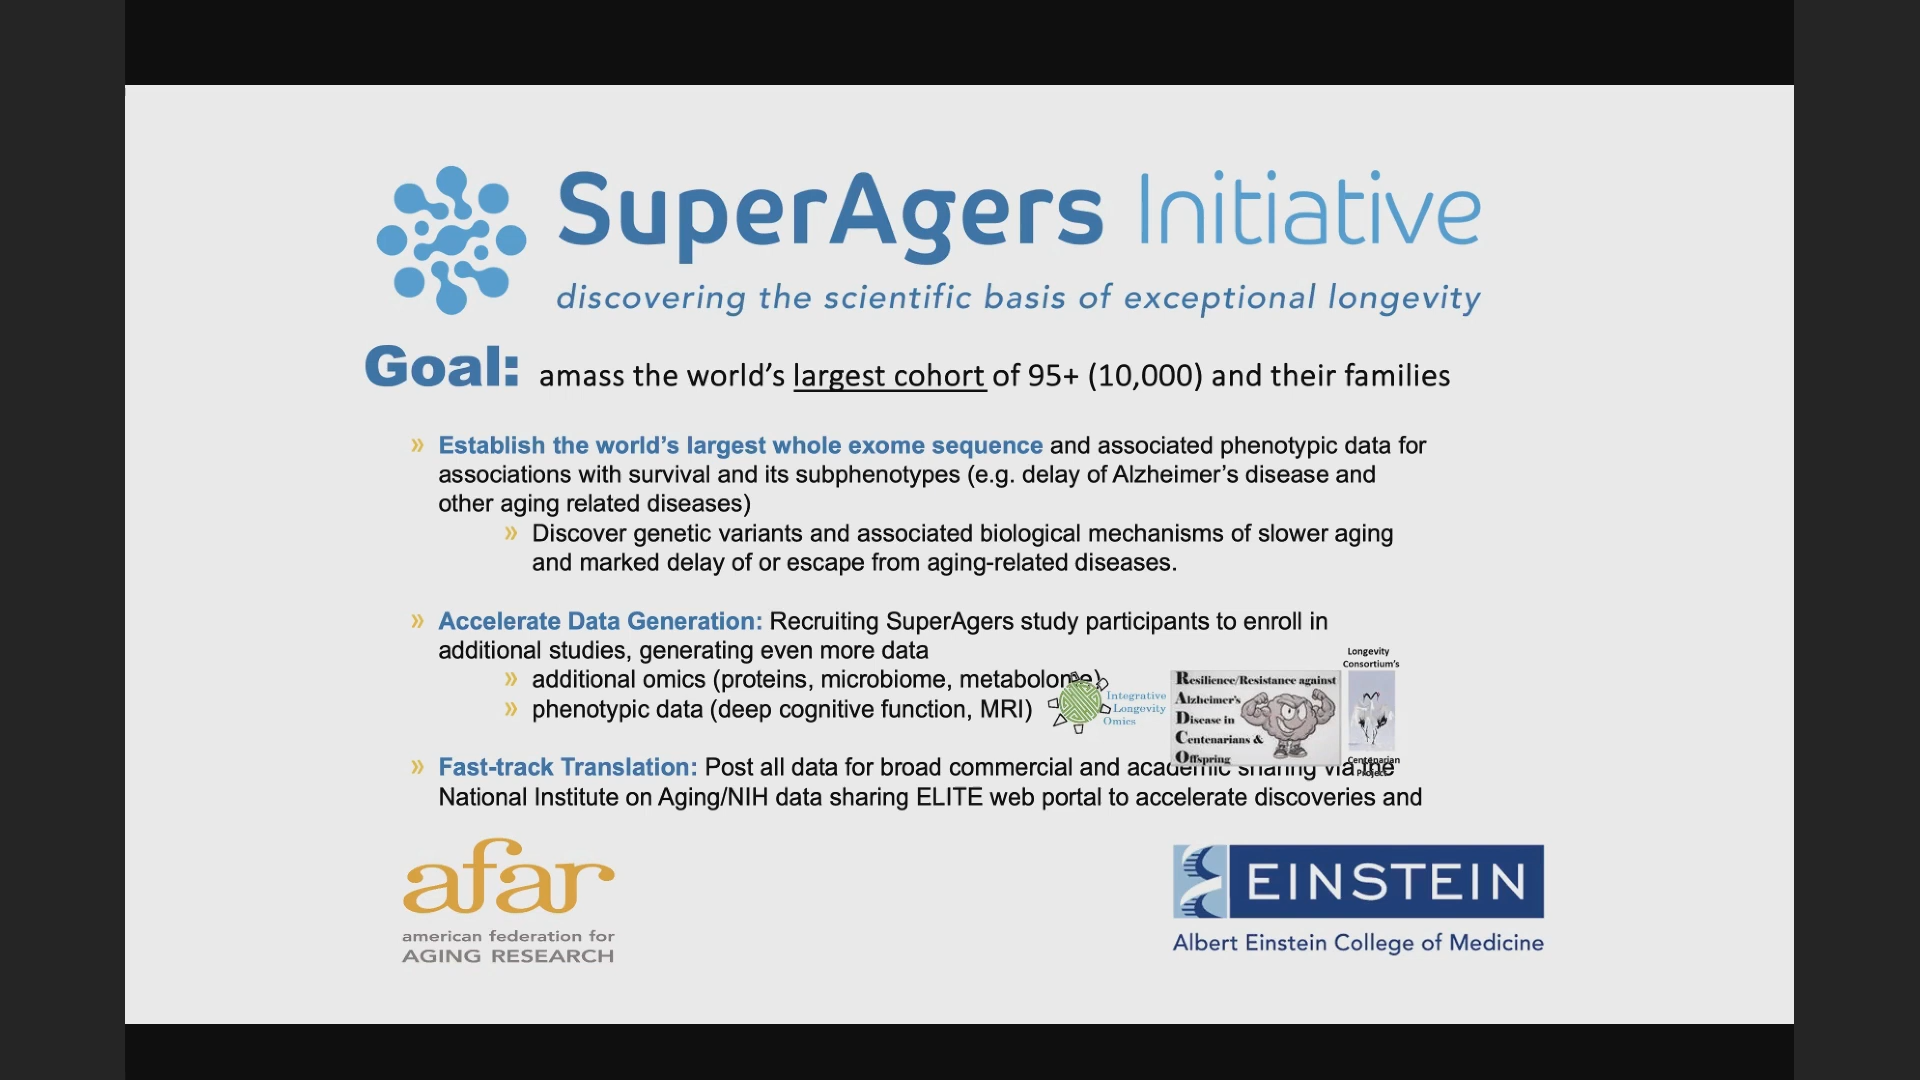 SuperAgers Initiative
discovering the scientific basis of exceptional longevity
Goal: amass the world’s largest cohort of 95+ (10,000) and their families
» Establish the world’s largest whole exome sequence and associated phenotypic data for
associations with survival and its subphenotypes (e.g. delay of Alzheimer’s disease and
other aging related diseases)
» Discover genetic variants and associated biological mechanisms of slower aging
and marked delay of or escape from aging-related diseases.
» Accelerate Data Generation: Recruiting SuperAgers study participants to enroll in
additional studies, generating even more data
» additional omics (proteins, microbiome, metabolome)
» phenotypic data (deep cognitive function, MRI)
Integrative
Longevity
Omics
Resilience/Resistance against
Alzheimer's
Disease in
Centenarians &
Offspring
Longevity
Consortium's
Centenarian
Project
» Fast-track Translation: Post all data for broad commercial and academic sharing via the
National Institute on Aging/NIH data sharing ELITE web portal to accelerate discoveries and
afar
american federation for
AGING RESEARCH
EINSTEIN
Albert Einstein College of Medicine